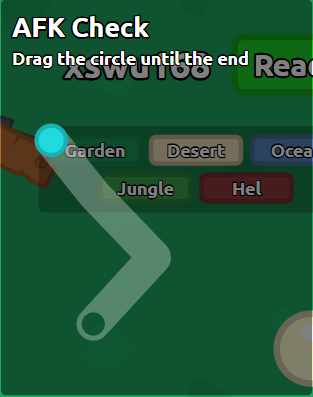 AFK Check
Drag the circle until the end
xswu168
Read
Garden Desert Ocea
Jungle Hel